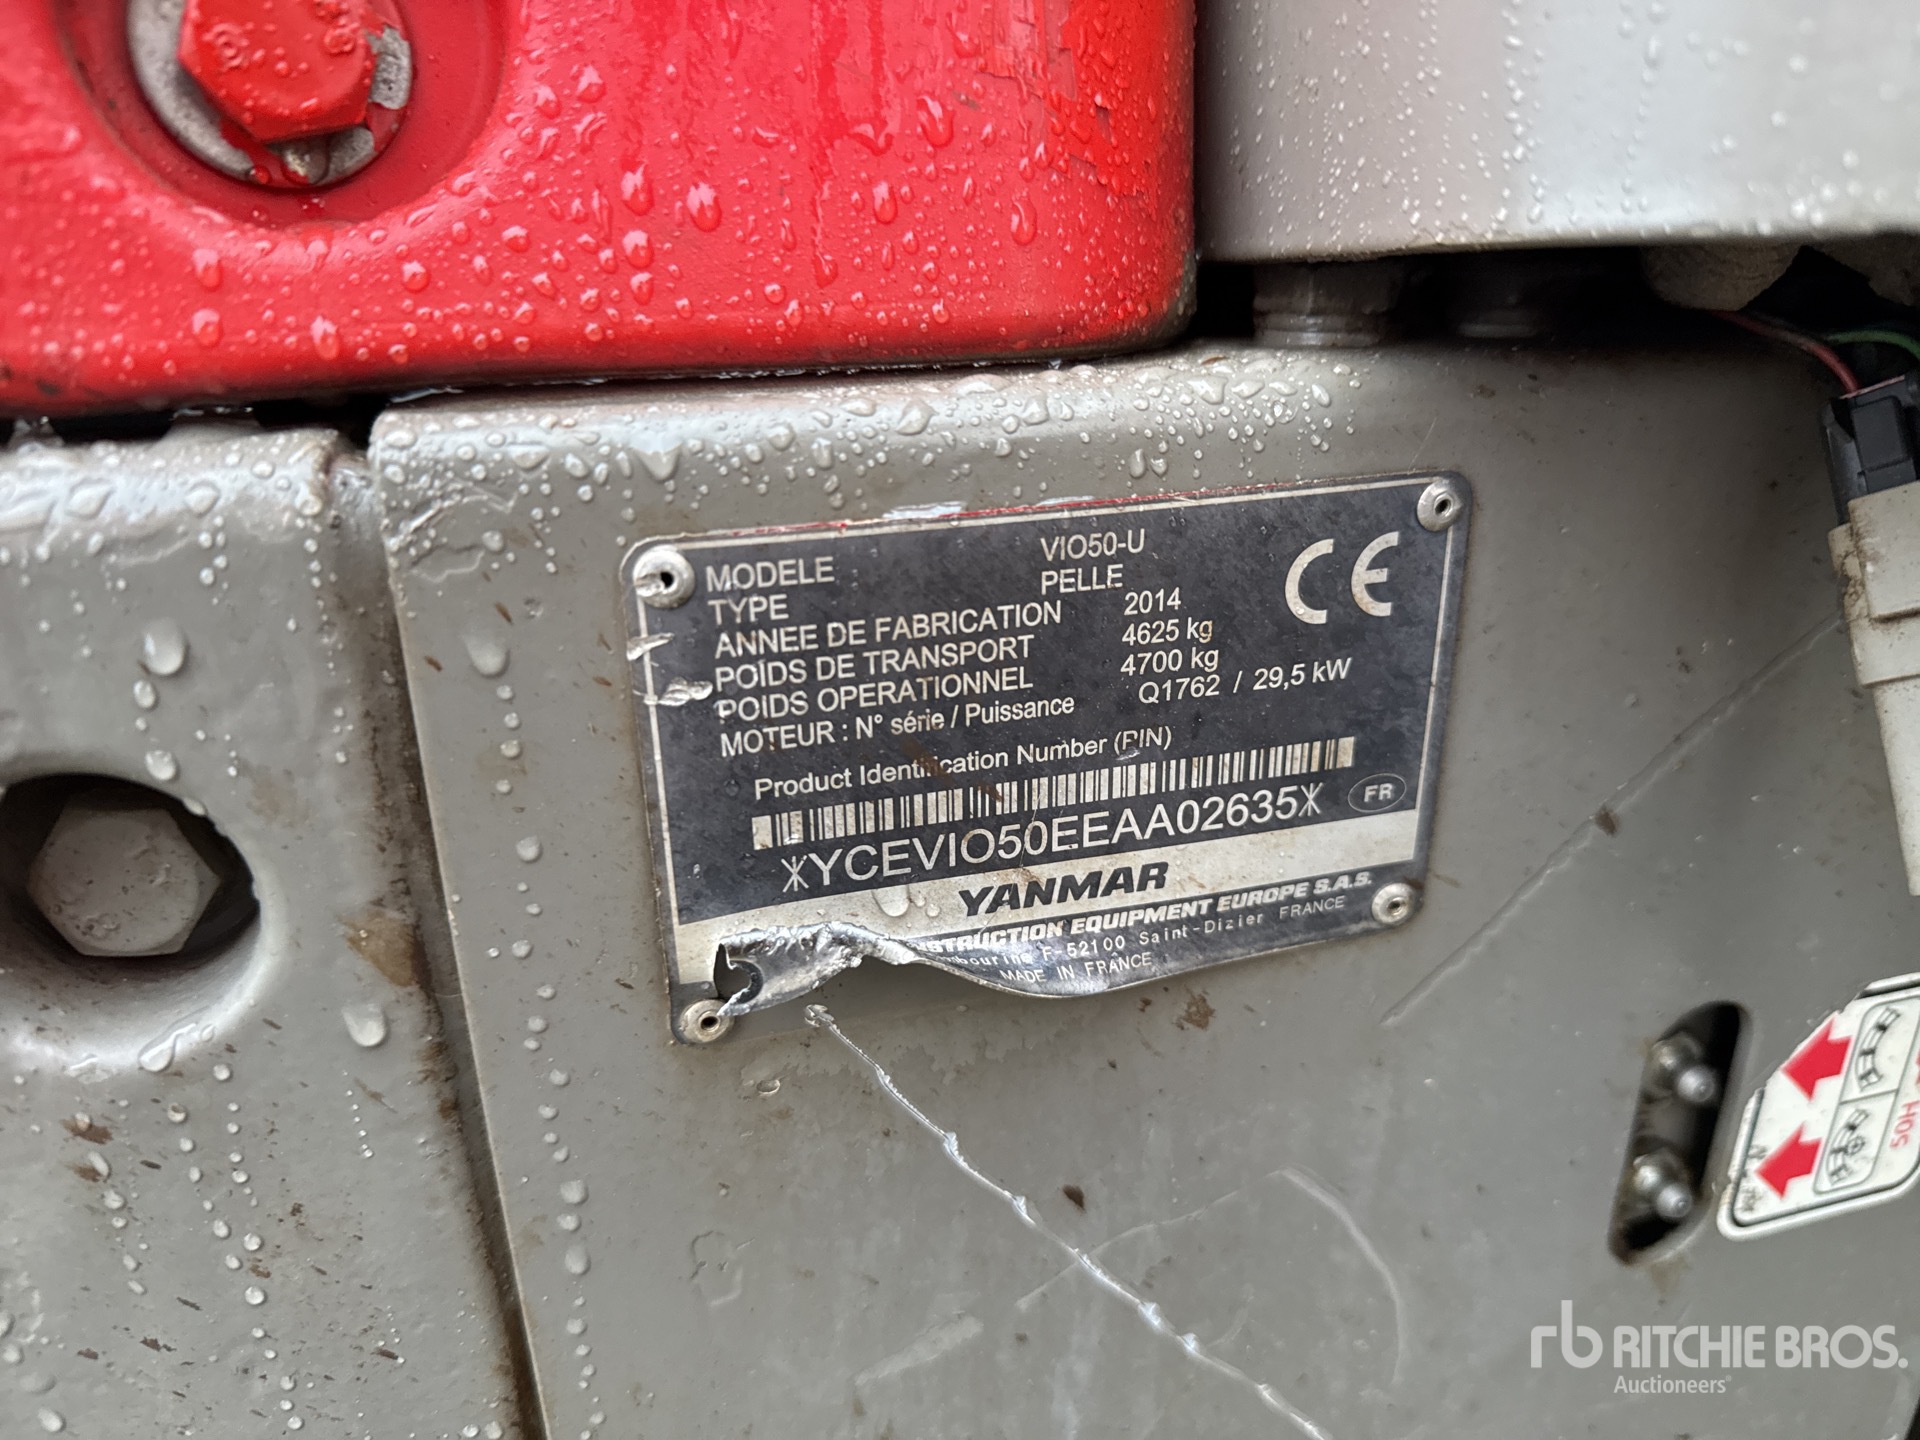 MODELE VIO50-U
TYPE PELLE
ANNEE DE FABRICATION 2014
POIDS DE TRANSPORT 4625 kg
POIDS OPERATIONNEL 4700 kg
MOTEUR : N° série / Puissance Q1762 / 29,5 kW
CE
Product Identification Number (PIN)
*YCEVIO50EEAA02635*
FR
YANMAR
EQUIPMENT EUROPE S.A.S.
F-52100 Saint-Dizier FRANCE
MADE IN FRANCE
50H
rb RITCHIE BROS.
Auctioneers